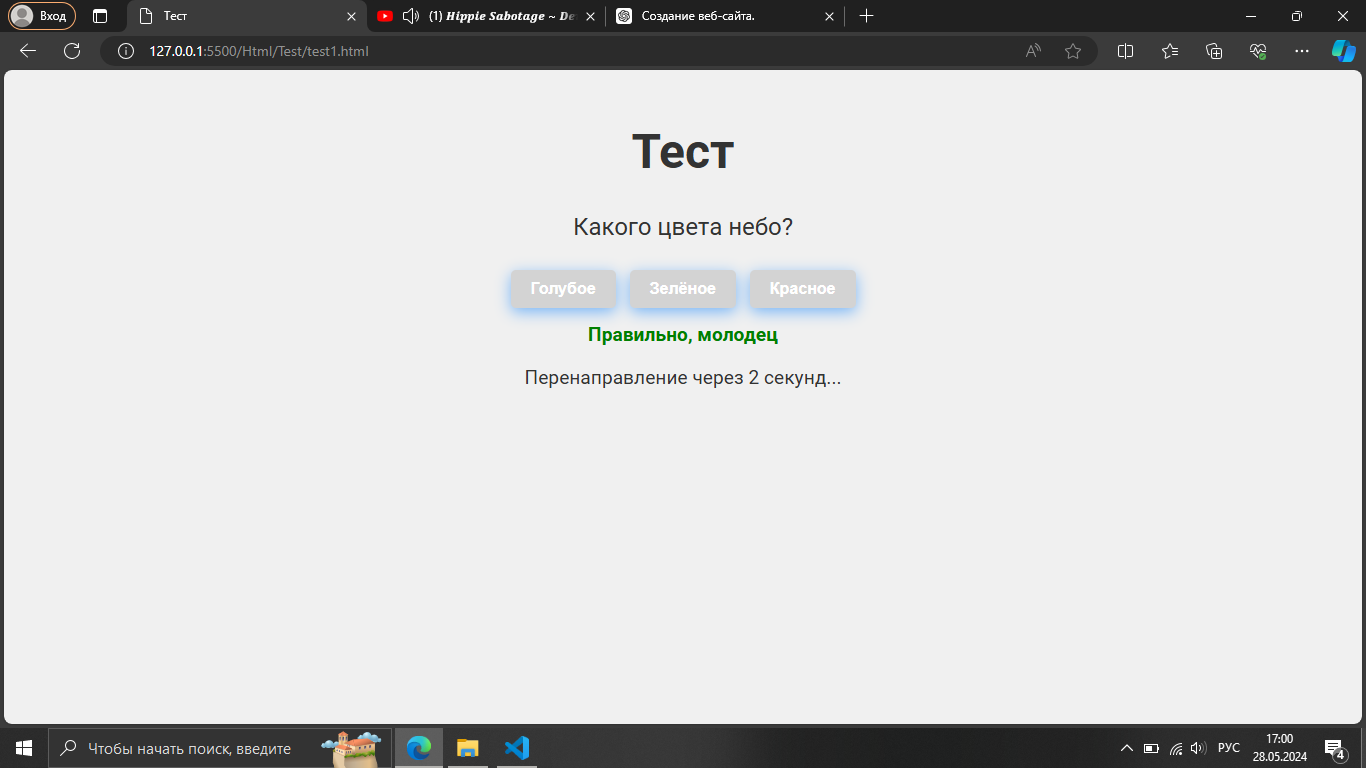 Вход
Тест
(1) Hippie Sabotage ~ De
Создание веб-сайта.
127.0.0.1:5500/Html/Test/test1.html
Тест
Какого цвета небо?
Голубое Зелёное Красное
Правильно, молодец
Перенаправление через 2 секунд...
Чтобы начать поиск, введите
РУС
17:00
28.05.2024
4